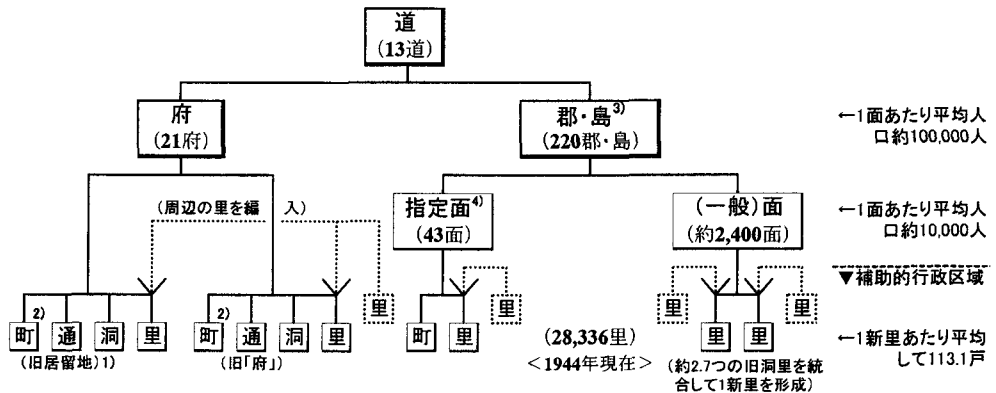 道
(13道)
府
(21府)
郡・島3)
(220郡・島)
←1面あたり平均人
口約100,000人
(周辺の里を編 入)
指定面4)
(43面)
(一般)面
(約2,400面)
←1面あたり平均人
口約10,000人
▼補助的行政区域
里
里
里
里
町 2) 通 洞 里
町 2) 通 洞 里
町 里
里 里
(旧居留地)1)
(旧「府」)
(28,336里)
<1944年現在>
(約2.7つの旧洞里を統
合して1新里を形成)
←1新里あたり平均
して113.1戸